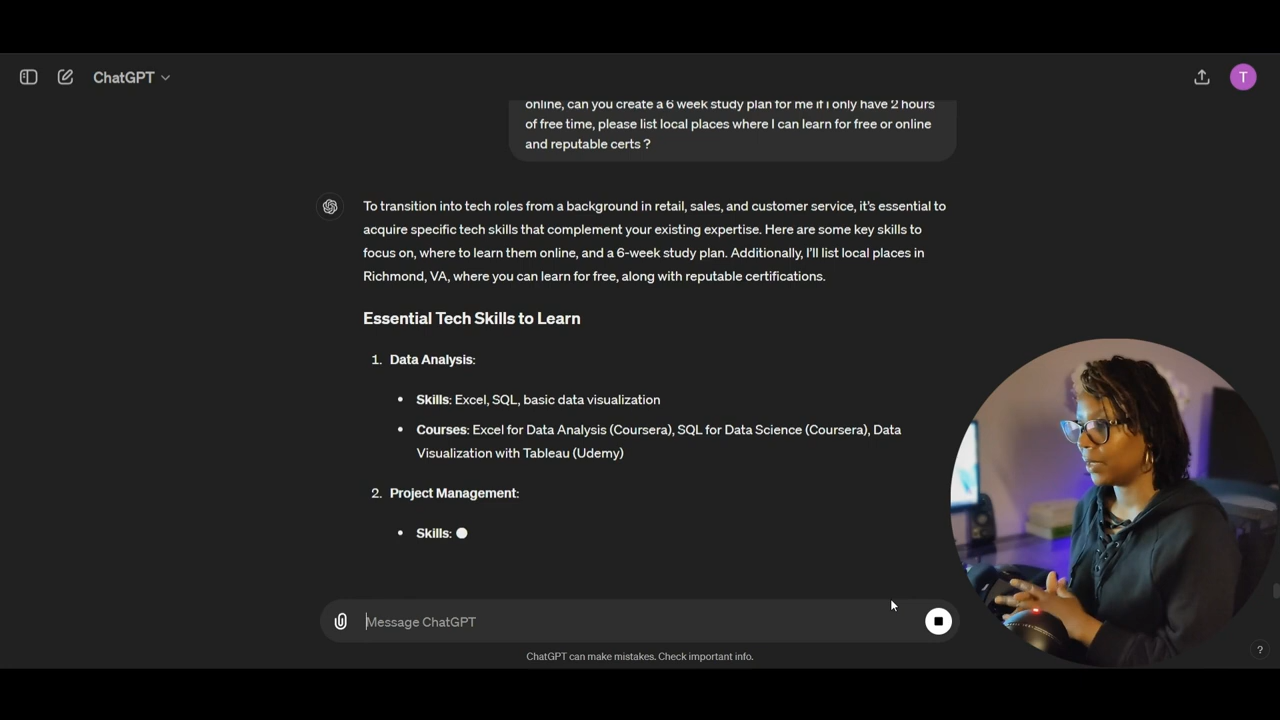 ChatGPT
T
online, can you create a 6 week study plan for me if i only have 2 hours
of free time, please list local places where I can learn for free or online
and reputable certs ?
To transition into tech roles from a background in retail, sales, and customer service, it's essential to
acquire specific tech skills that complement your existing expertise. Here are some key skills to
focus on, where to learn them online, and a 6-week study plan. Additionally, I'll list local places in
Richmond, VA, where you can learn for free, along with reputable certifications.
Essential Tech Skills to Learn
1. Data Analysis:
• Skills: Excel, SQL, basic data visualization
• Courses: Excel for Data Analysis (Coursera), SQL for Data Science (Coursera), Data
Visualization with Tableau (Udemy)
2. Project Management:
• Skills:
Message ChatGPT
ChatGPT can make mistakes. Check important info.
?